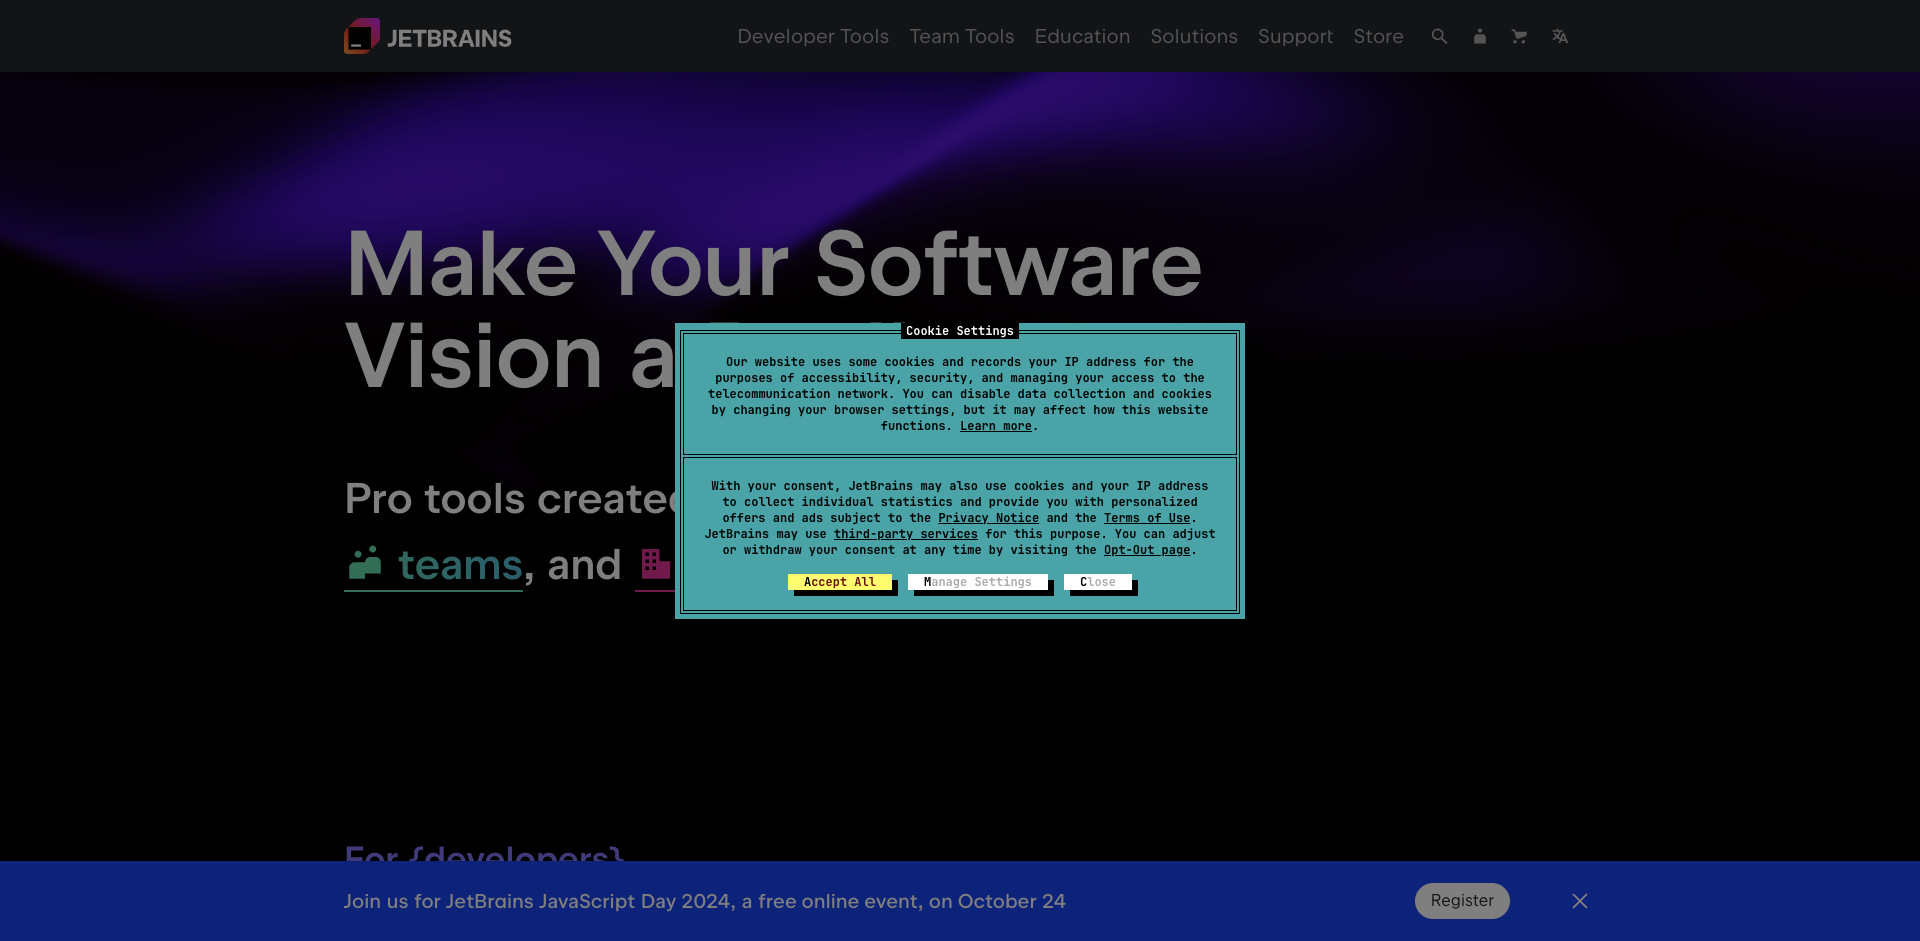 JETBRAINS
Developer Tools Team Tools Education Solutions Support Store
Make Your Software
Vision a
Cookie Settings
Our website uses some cookies and records your IP address for the
purposes of accessibility, security, and managing your access to the
telecommunication network. You can disable data collection and cookies
by changing your browser settings, but it may affect how this website
functions. Learn more.
With your consent, JetBrains may also use cookies and your IP address
to collect individual statistics and provide you with personalized
offers and ads subject to the Privacy Notice and the Terms of Use.
JetBrains may use third-party services for this purpose. You can adjust
or withdraw your consent at any time by visiting the Opt-Out page.
Accept All Manage Settings Close
Pro tools created
teams, and
For {developers}
Join us for JetBrains JavaScript Day 2024, a free online event, on October 24
Register